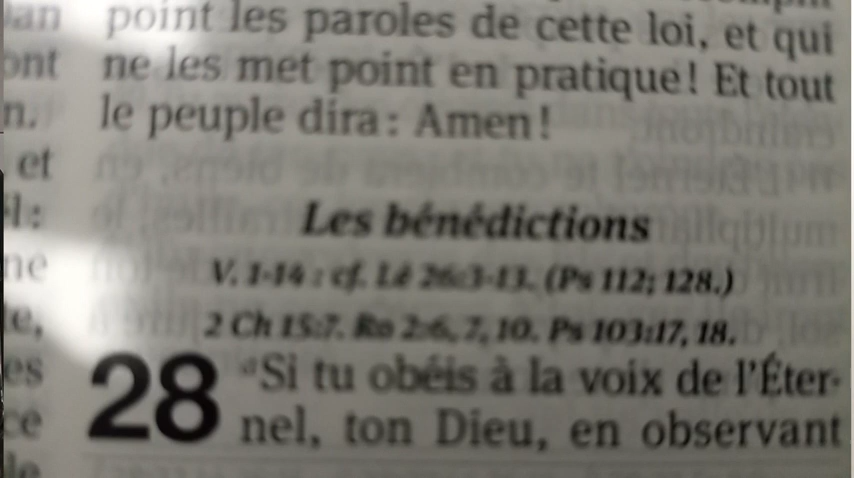 point les paroles de cette loi, et qui
ne les met point en pratique! Et tout
le peuple dira: Amen!
Les bénédictions
V. 1-14 : cf. Lé 26:3-13. (Ps 112; 128.)
2 Ch 15:7. Ro 2:6, 7, 10. Ps 103:17, 18.
28 Si tu obéis à la voix de l'Éter-
nel, ton Dieu, en observant
et